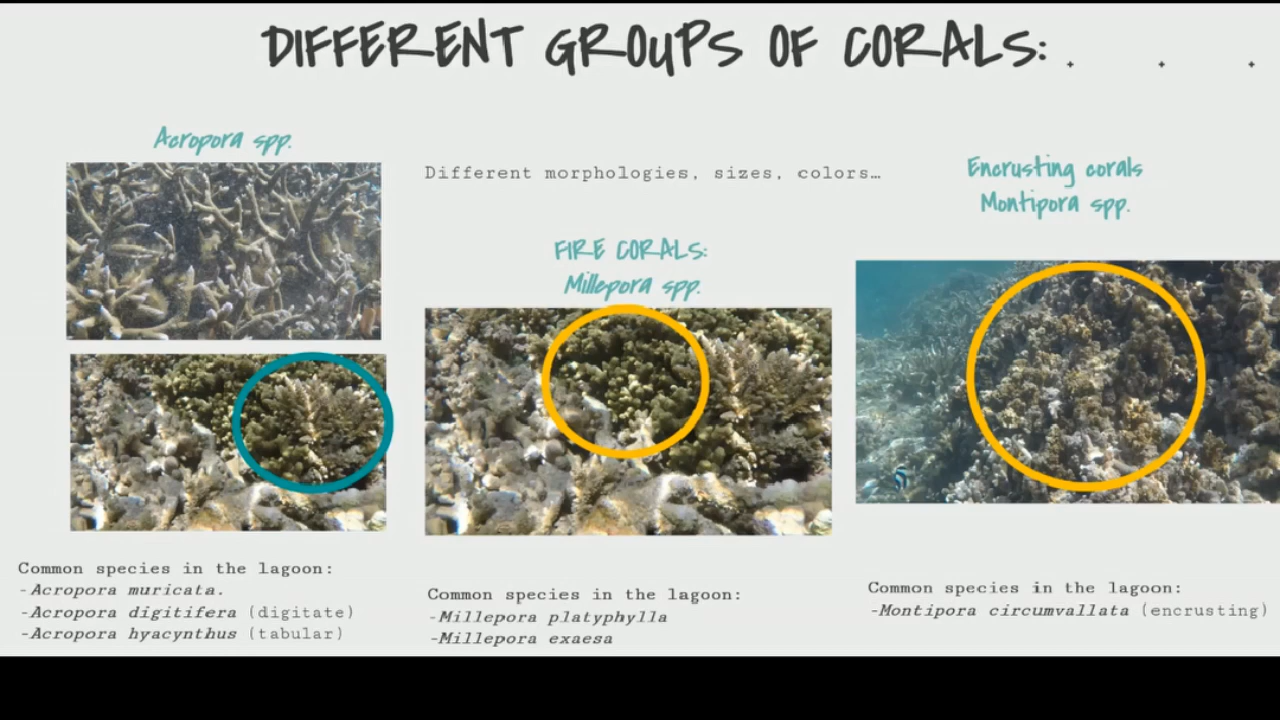 DIFFERENT GROUPS OF CORALS:
Acropora spp.
Different morphologies, sizes, colors…
Encrusting corals
Montipora spp.
FIRE CORALS:
Millepora spp.
Common species in the lagoon:
-Acropora muricata.
-Acropora digitifera (digitate)
-Acropora hyacynthus (tabular)
Common species in the lagoon:
-Millepora platyphylla
-Millepora exaesa
Common species in the lagoon:
-Montipora circumvallata (encrusting)